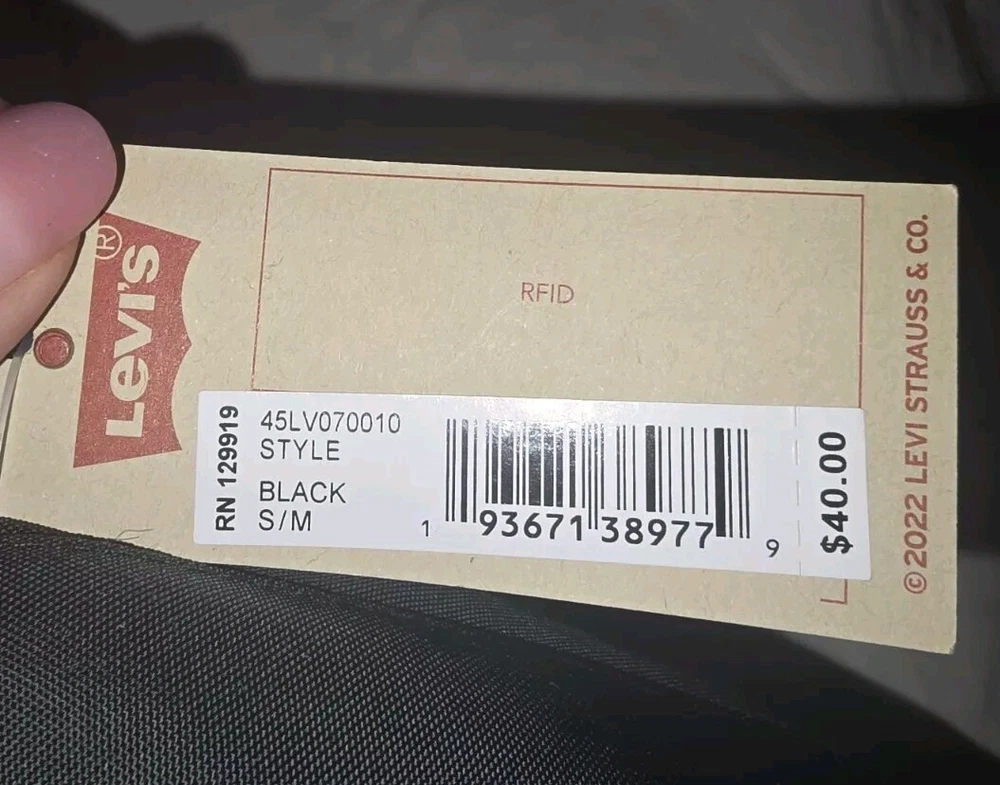 LEVI'S®
RFID
RN 129919
45LV070010
STYLE
BLACK
S/M
1 93671 38977 9
$40.00
©2022 LEVI STRAUSS & CO.